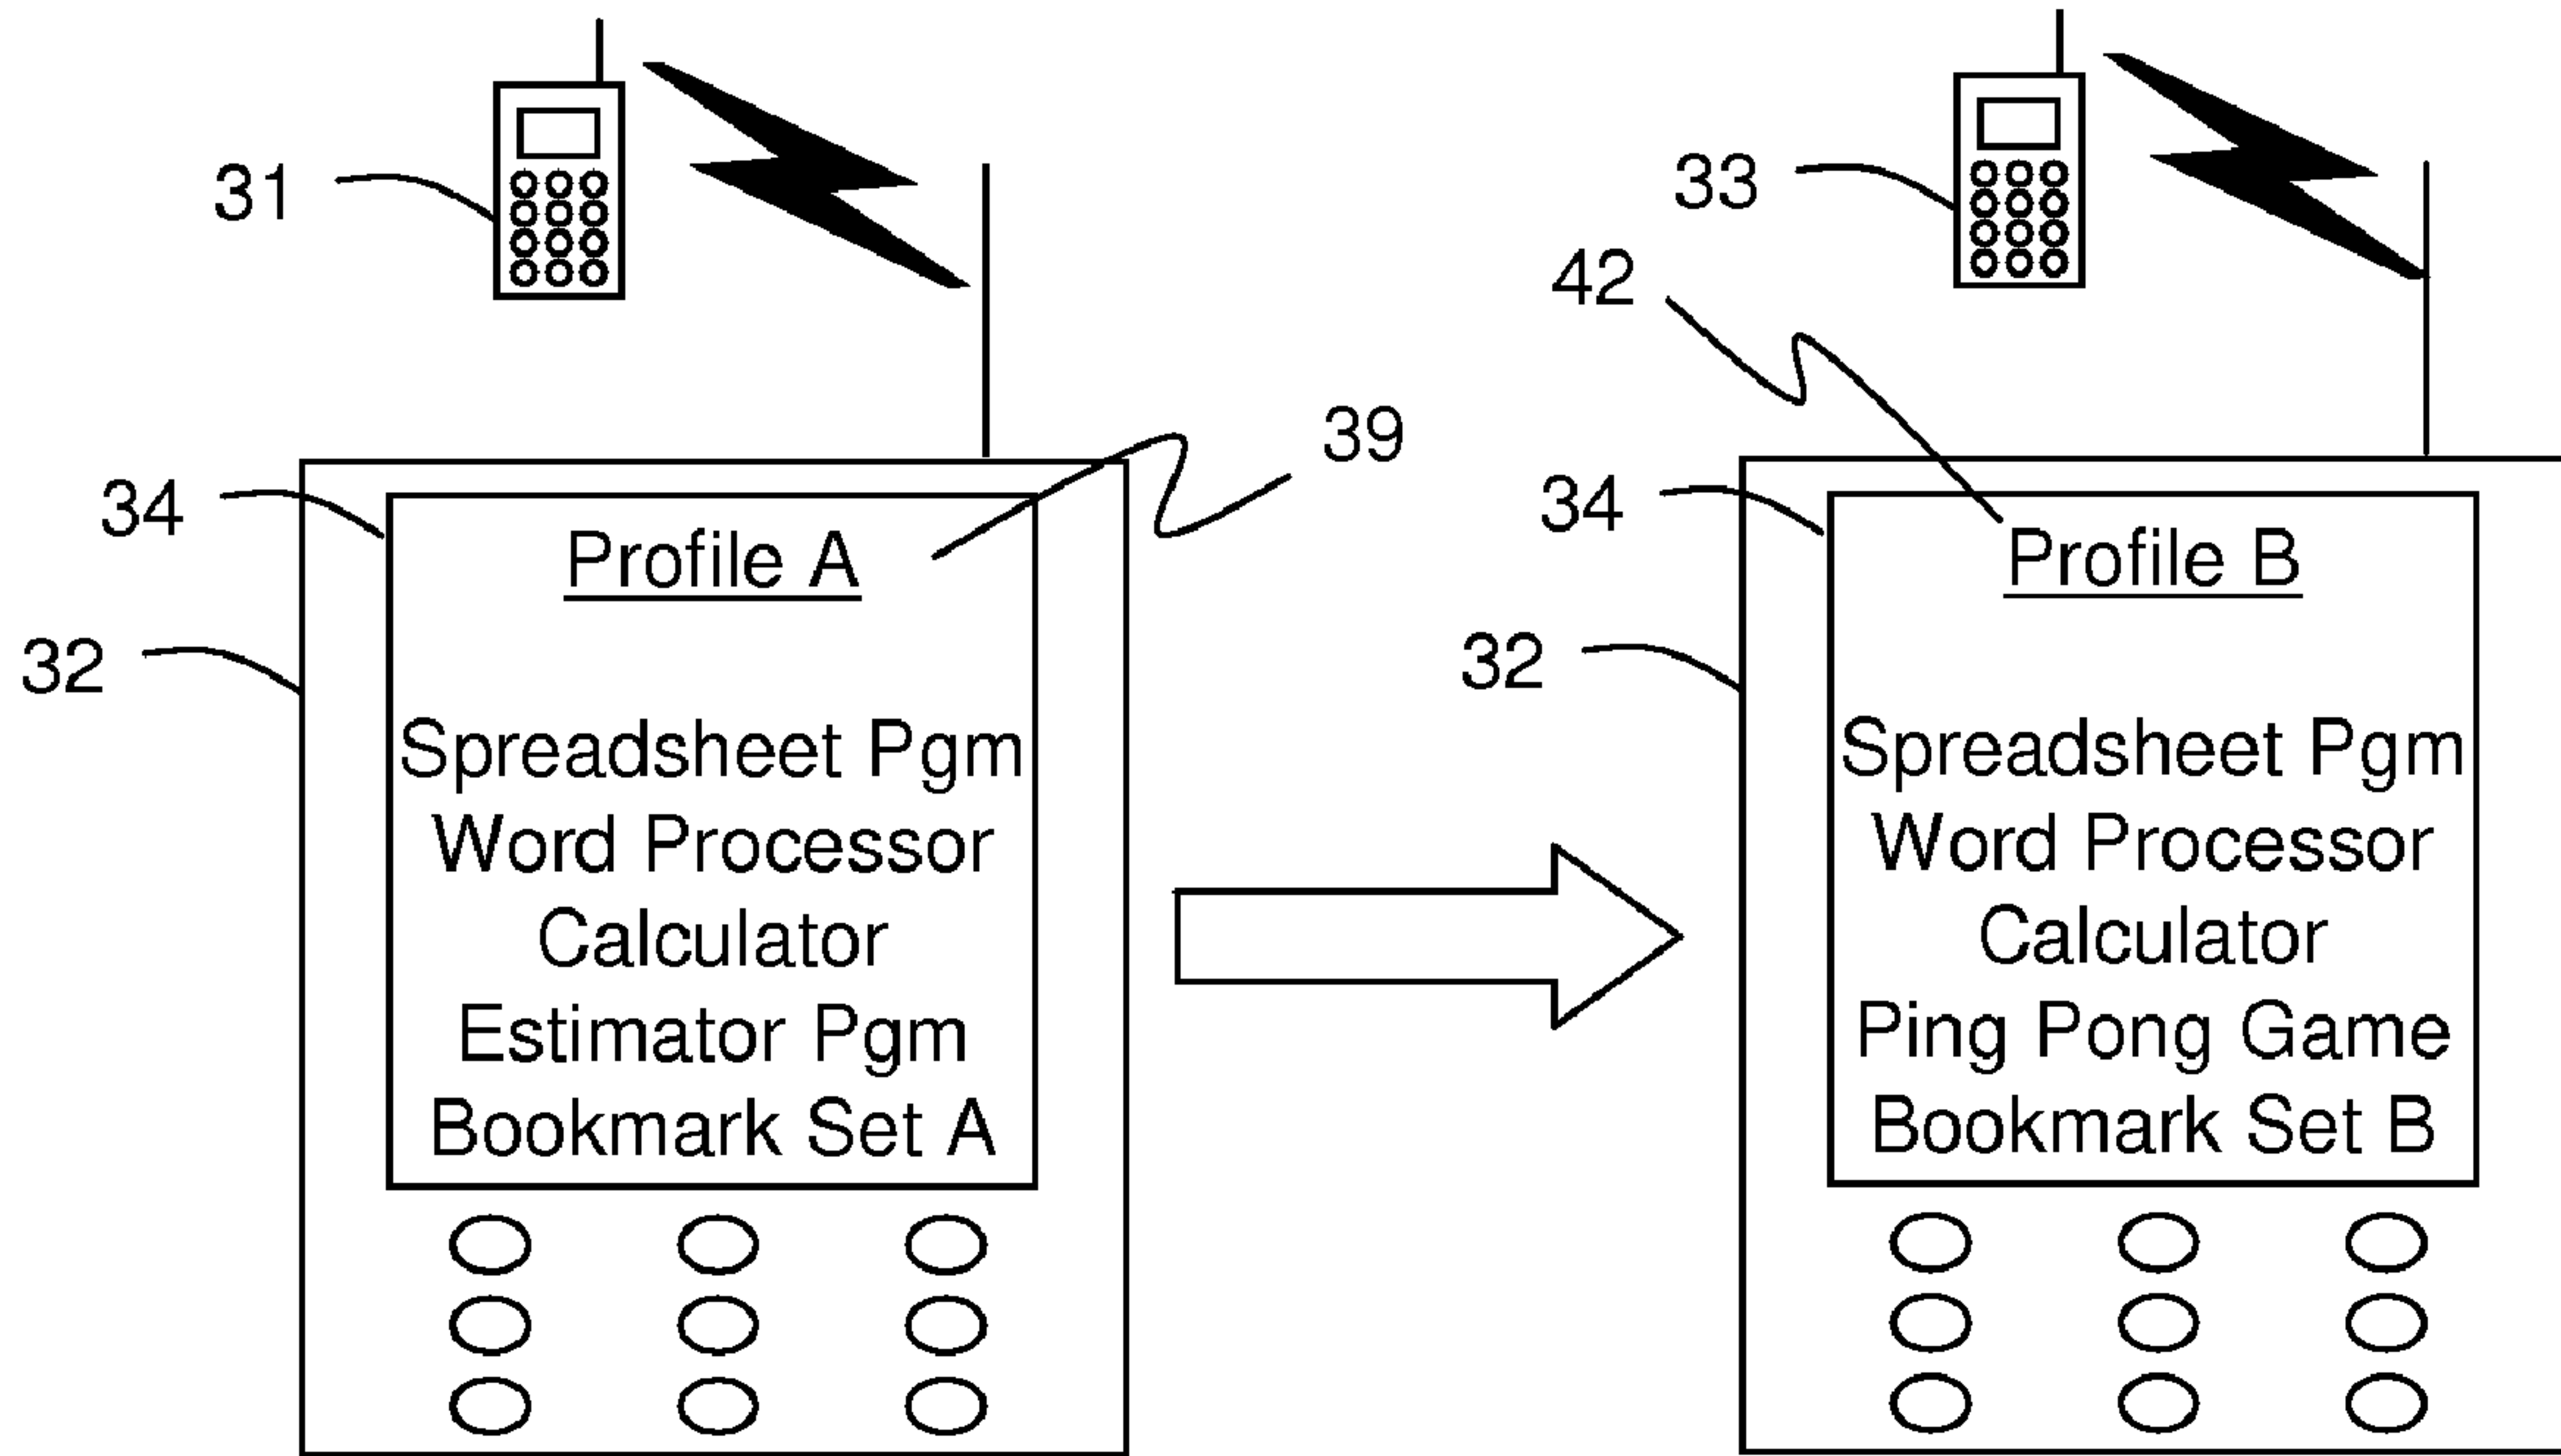 31
39
34
Profile A
32
Spreadsheet Pgm
Word Processor
Calculator
Estimator Pgm
Bookmark Set A
33
42
34
Profile B
32
Spreadsheet Pgm
Word Processor
Calculator
Ping Pong Game
Bookmark Set B